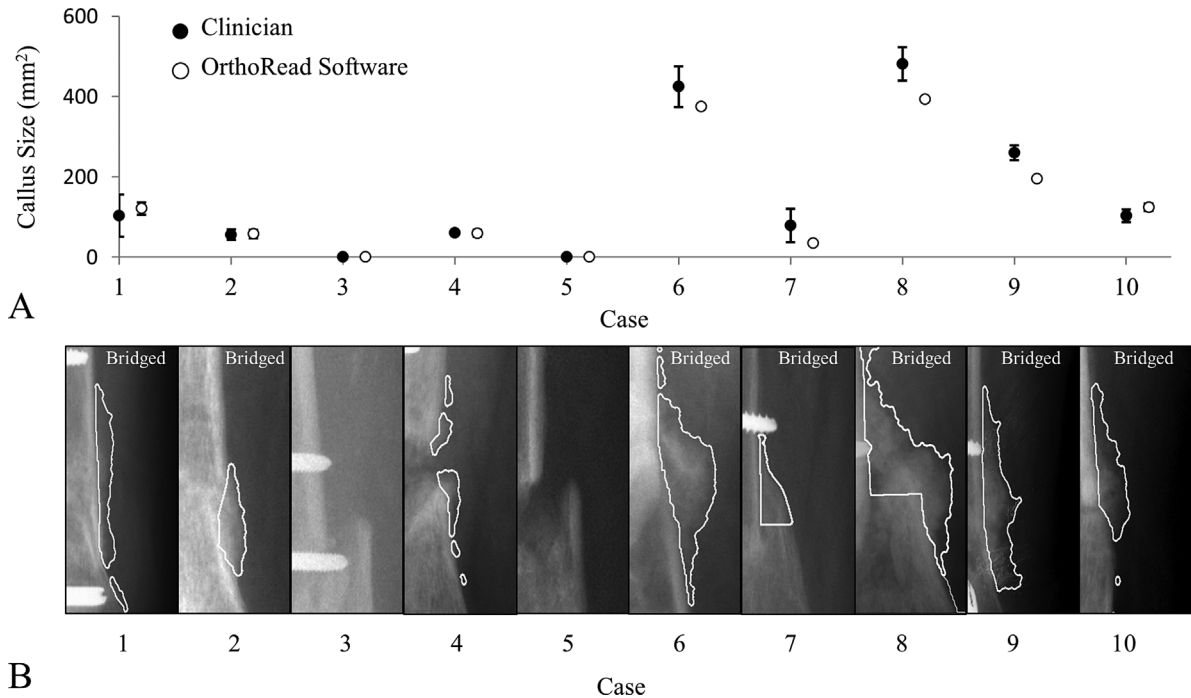 600
Clinician
OrthoRead Software
400
200
0
Callus Size (mm²)
1 2 3 4 5 6 7 8 9 10
A
Case
Bridged Bridged Bridged Bridged Bridged Bridged Bridged
1 2 3 4 5 6 7 8 9 10
B
Case